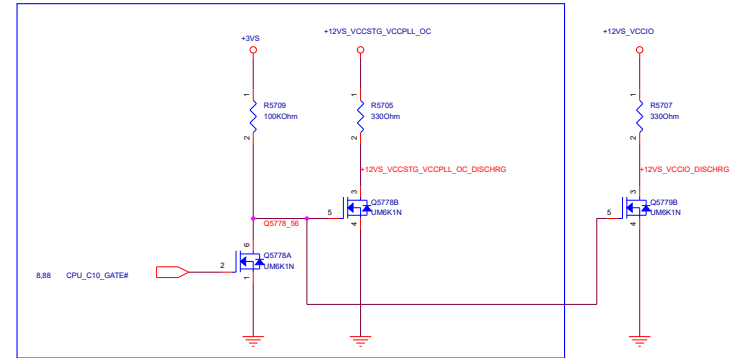 +3VS
+12VS_VCCSTG_VCCPLL_OC
+12VS_VCCIO
1
R5709
100KOhm
2
1
R5705
330Ohm
2
1
R5707
330Ohm
2
+12VS_VCCSTG_VCCPLL_OC_DISCHRG
+12VS_VCCIO_DISCHRG
3
Q5778B
UM6K1N
5
4
3
Q5779B
UM6K1N
5
4
Q5778_56
6
Q5778A
UM6K1N
2
1
8,88 CPU_C10_GATE#